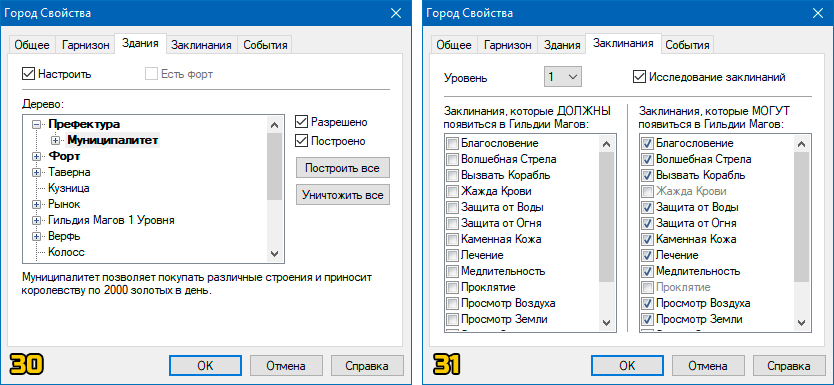 Город Свойства
Общее Гарнизон Здания Заклинания События
Настроить Есть форт
Дерево:
Префектура
Муниципалитет
Форт
Таверна
Кузница
Рынок
Гильдия Магов 1 Уровня
Верфь
Колосс
Разрешено
Построено
Построить все
Уничтожить все
Муниципалитет позволяет покупать различные строения и приносит
королевству по 2000 золотых в день.
30
OK Отмена Справка
Город Свойства
Общее Гарнизон Здания Заклинания События
Уровень 1 Исследование заклинаний
Заклинания, которые ДОЛЖНЫ
появиться в Гильдии Магов:
Благословение
Волшебная Стрела
Вызвать Корабль
Жажда Крови
Защита от Воды
Защита от Огня
Каменная Кожа
Лечение
Медлительность
Проклятие
Просмотр Воздуха
Просмотр Земли
Заклинания, которые МОГУТ
появиться в Гильдии Магов:
Благословение
Волшебная Стрела
Вызвать Корабль
Жажда Крови
Защита от Воды
Защита от Огня
Каменная Кожа
Лечение
Медлительность
Проклятие
Просмотр Воздуха
Просмотр Земли
31
OK Отмена Справка